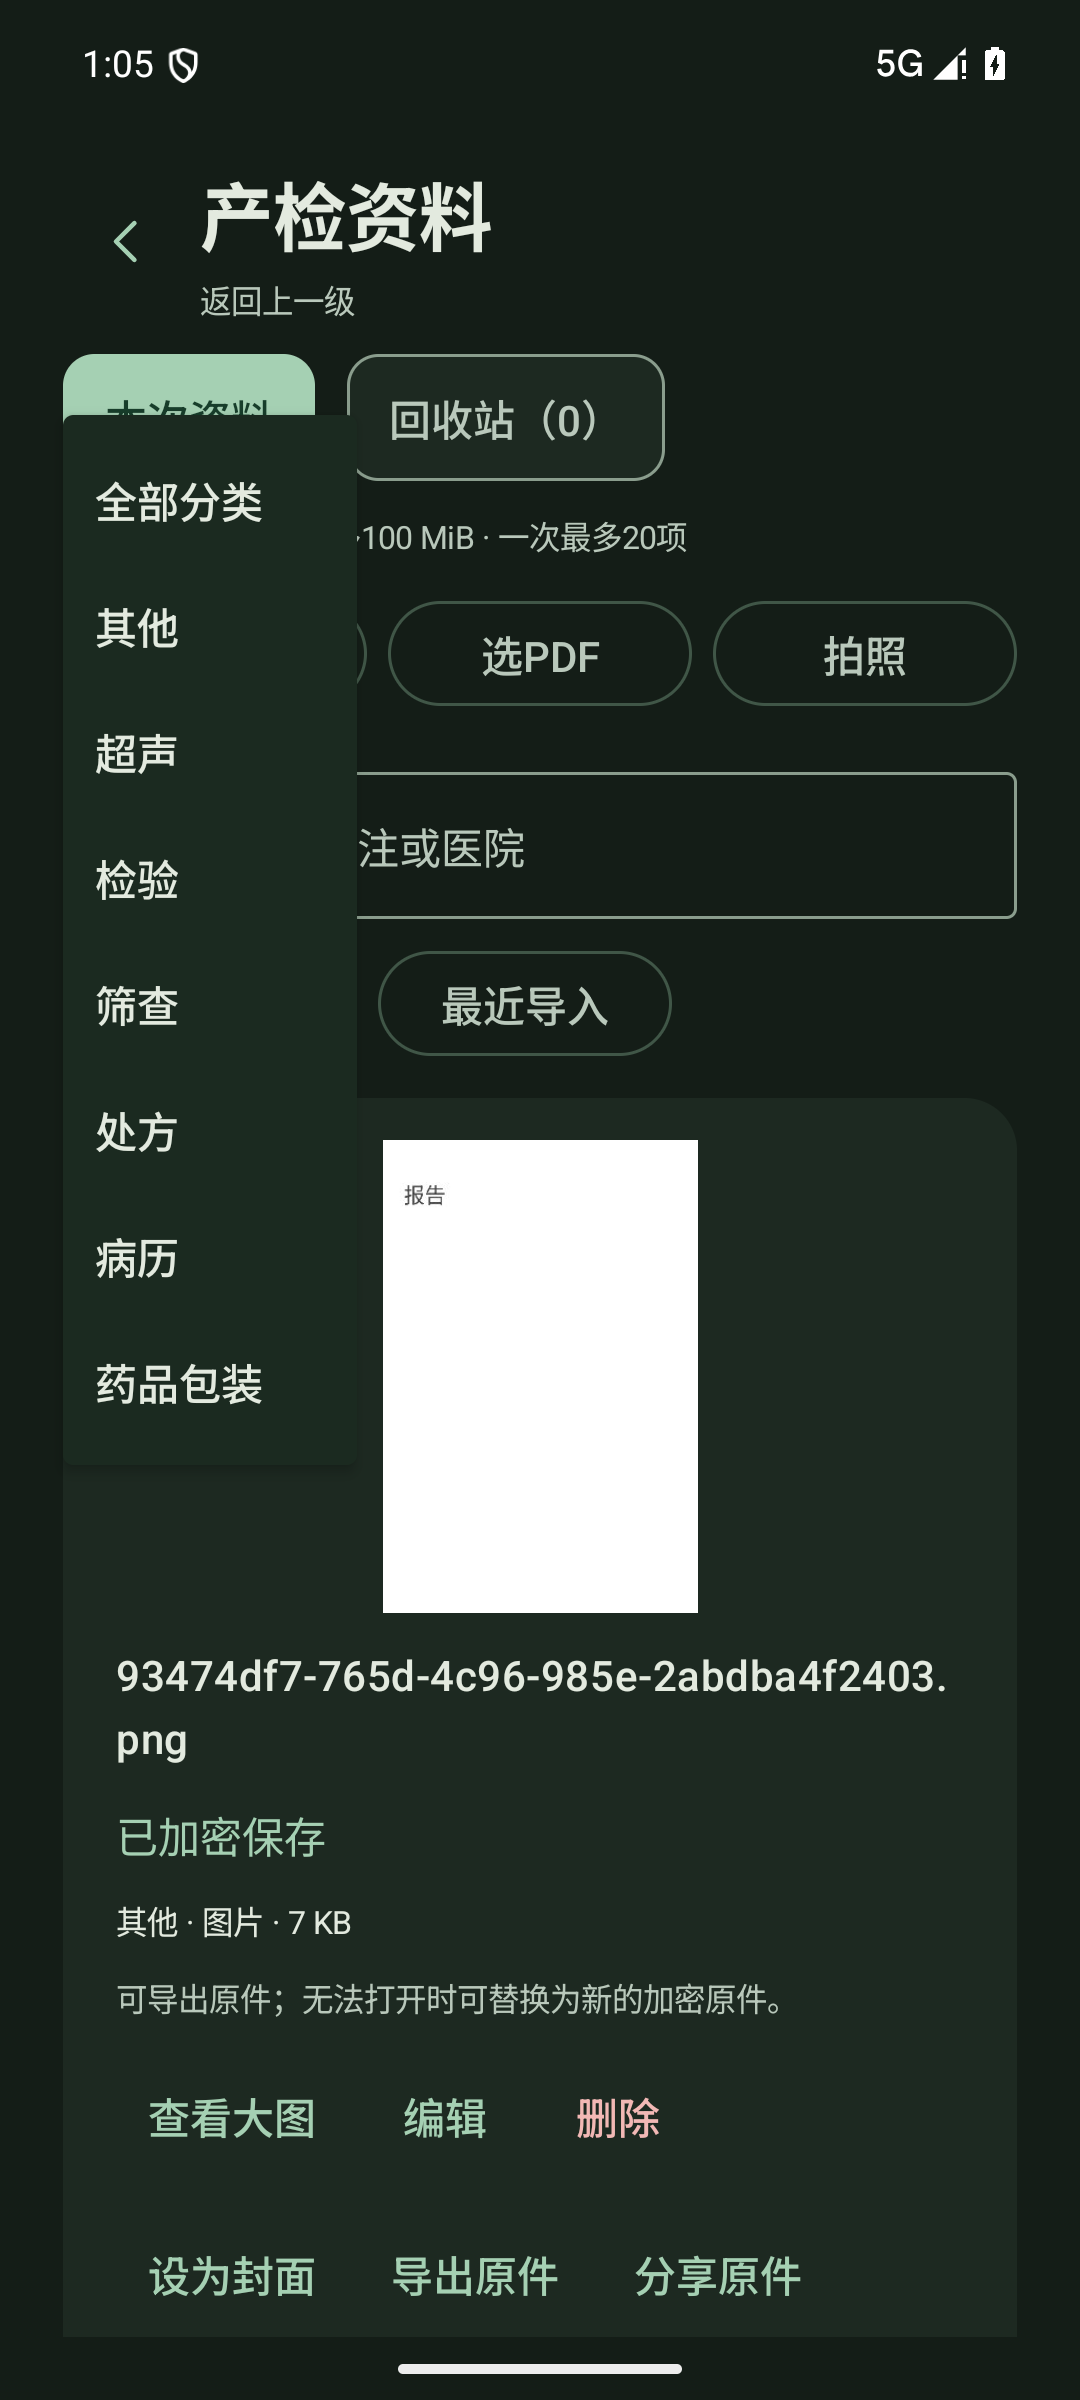 1:05
5G
产检资料
返回上一级
本次资料
回收站（0）
100 MiB · 一次最多20项
选PDF
拍照
注或医院
最近导入
全部分类
其他
超声
检验
筛查
处方
病历
药品包装
报告
93474df7-765d-4c96-985e-2abdba4f2403.
png
已加密保存
其他 · 图片 · 7 KB
可导出原件；无法打开时可替换为新的加密原件。
查看大图
编辑
删除
设为封面
导出原件
分享原件